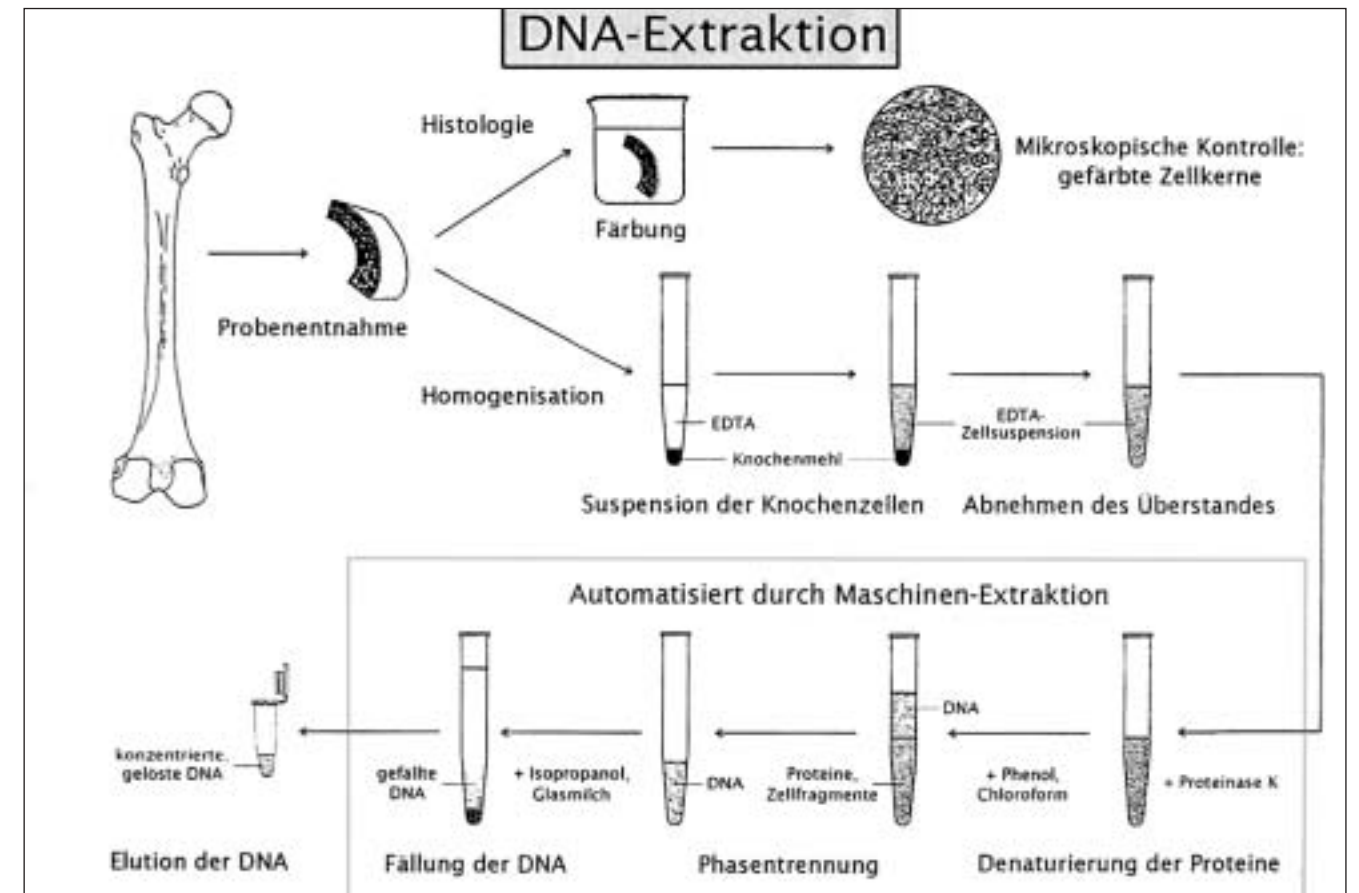 DNA-Extraktion
Histologie
Färbung
Mikroskopische Kontrolle:
gefärbte Zellkerne
Probenentnahme
Homogenisation
EDTA
Knochenmehl
EDTA-
Zellsuspension
Suspension der Knochenzellen
Abnehmen des Überstandes
Automatisiert durch Maschinen-Extraktion
konzentrierte,
gelöste DNA
gefällte
DNA
+ Isopropanol,
Glasmilch
DNA
Proteine,
Zellfragmente
DNA
+ Phenol,
Chloroform
+ Proteinase K
Elution der DNA
Fällung der DNA
Phasentrennung
Denaturierung der Proteine